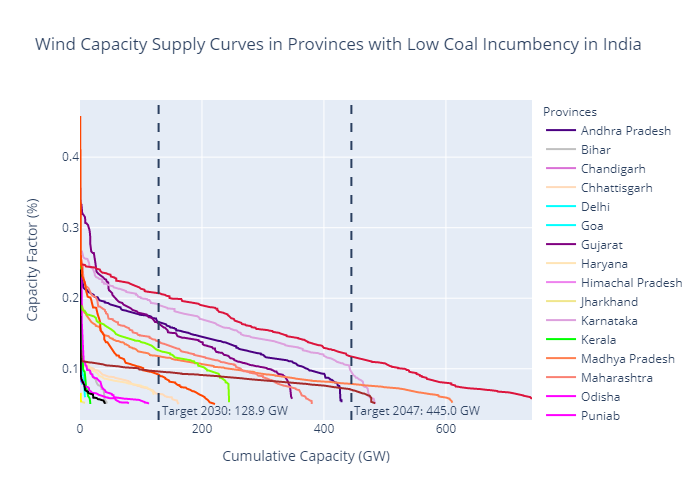 Wind Capacity Supply Curves in Provinces with Low Coal Incumbency in India
Capacity Factor (%)
0.4
0.3
0.2
0.1
0
200
400
600
Cumulative Capacity (GW)
Target 2030: 128.9 GW
Target 2047: 445.0 GW
Provinces
Andhra Pradesh
Bihar
Chandigarh
Chhattisgarh
Delhi
Goa
Gujarat
Haryana
Himachal Pradesh
Jharkhand
Karnataka
Kerala
Madhya Pradesh
Maharashtra
Odisha
Punjab